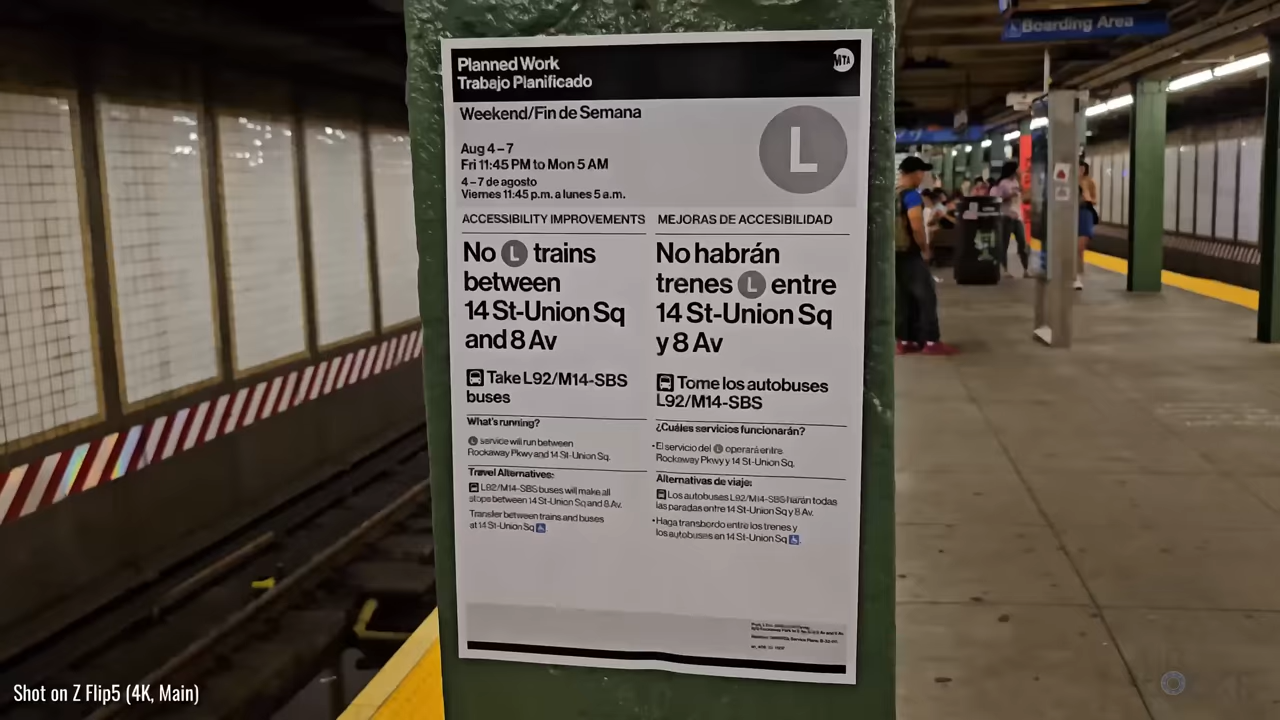 Boarding Area
Planned Work
Trabajo Planificado
MTA
Weekend/Fin de Semana
Aug 4–7
Fri 11:45 PM to Mon 5 AM
4–7 de agosto
Viernes 11:45 p.m. a lunes 5 a.m.
L
ACCESSIBILITY IMPROVEMENTS
No L trains
between
14 St-Union Sq
and 8 Av
Take L92/M14-SBS
buses
What's running?
L service will run between
Rockaway Pkwy and 14 St-Union Sq.
Travel Alternatives:
L92/M14-SBS buses will make all
stops between 14 St-Union Sq and 8 Av.
Transfer between trains and buses
at 14 St-Union Sq
MEJORAS DE ACCESIBILIDAD
No habrán
trenes L entre
14 St-Union Sq
y 8 Av
Tome los autobuses
L92/M14-SBS
¿Cuáles servicios funcionarán?
•El servicio del L operará entre
Rockaway Pkwy y 14 St-Union Sq.
Alternativas de viaje:
Los autobuses L92/M14-SBS harán todas
las paradas entre 14 St-Union Sq y 8 Av.
•Haga transbordo entre los trenes y
los autobuses en 14 St-Union Sq
Shot on Z Flip5 (4K, Main)